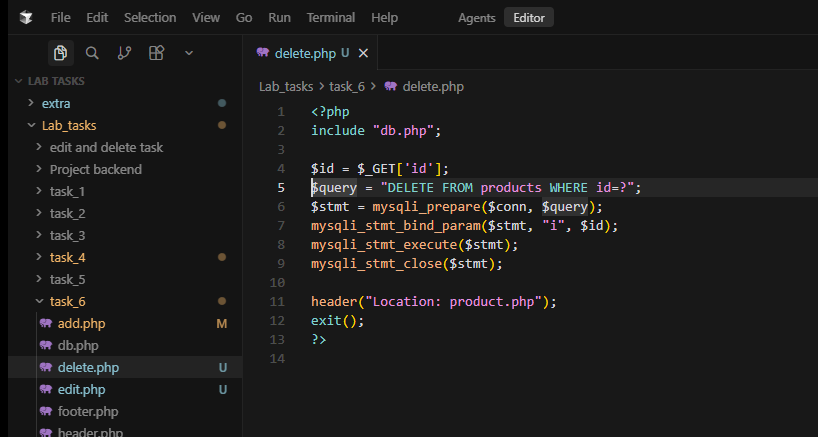 File Edit Selection View Go Run Terminal Help Agents Editor
delete.php U
LAB TASKS
extra
Lab_tasks
edit and delete task
Project backend
task_1
task_2
task_3
task_4
task_5
task_6
add.php M
db.php
delete.php U
edit.php U
footer.php
header.php
Lab_tasks > task_6 > delete.php
1 <?php
2 include "db.php";
3
4 $id = $_GET['id'];
5 $query = "DELETE FROM products WHERE id=?";
6 $stmt = mysqli_prepare($conn, $query);
7 mysqli_stmt_bind_param($stmt, "i", $id);
8 mysqli_stmt_execute($stmt);
9 mysqli_stmt_close($stmt);
10
11 header("Location: product.php");
12 exit();
13 ?>
14